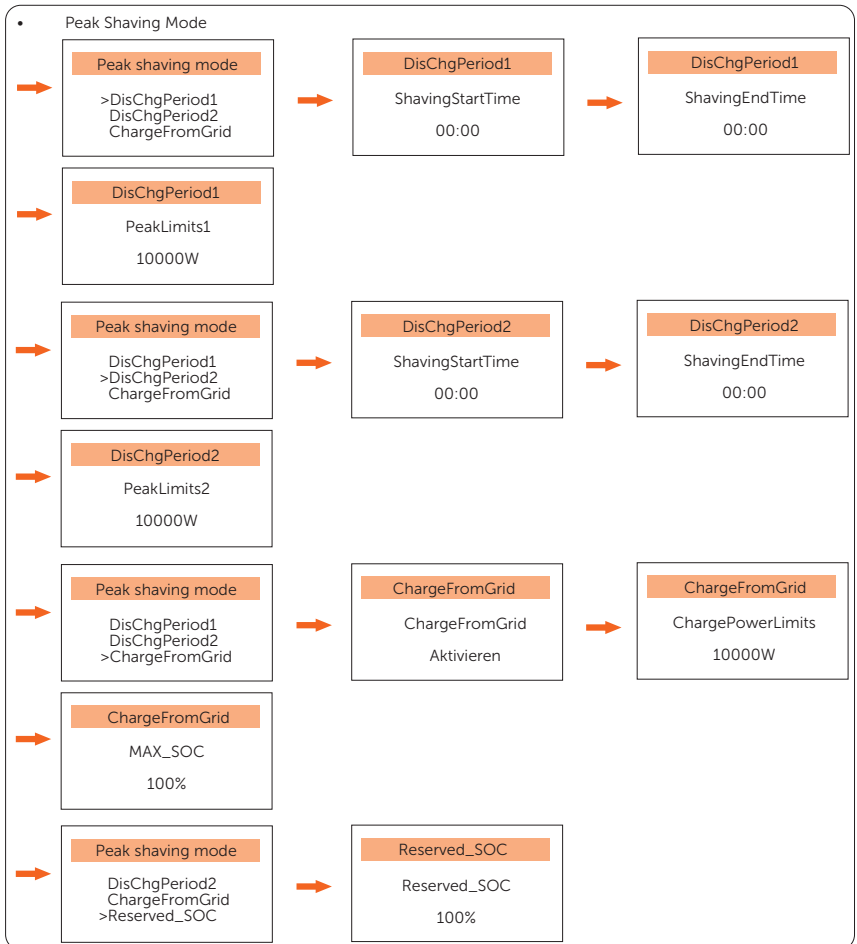 • Peak Shaving Mode
Peak shaving mode
>DisChgPeriod1
DisChgPeriod2
ChargeFromGrid
DisChgPeriod1
ShavingStartTime
00:00
DisChgPeriod1
ShavingEndTime
00:00
DisChgPeriod1
PeakLimits1
10000W
Peak shaving mode
DisChgPeriod1
>DisChgPeriod2
ChargeFromGrid
DisChgPeriod2
ShavingStartTime
00:00
DisChgPeriod2
ShavingEndTime
00:00
DisChgPeriod2
PeakLimits2
10000W
Peak shaving mode
DisChgPeriod1
DisChgPeriod2
>ChargeFromGrid
ChargeFromGrid
ChargeFromGrid
Aktivieren
ChargeFromGrid
ChargePowerLimits
10000W
ChargeFromGrid
MAX_SOC
100%
Peak shaving mode
DisChgPeriod2
ChargeFromGrid
>Reserved_SOC
Reserved_SOC
Reserved_SOC
100%